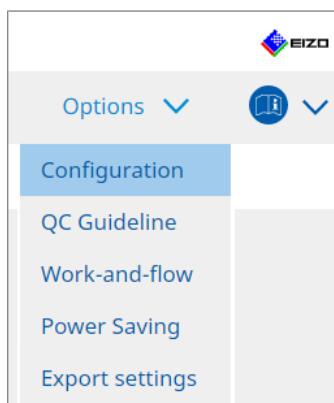 EIZO
Options
Configuration
QC Guideline
Work-and-flow
Power Saving
Export settings